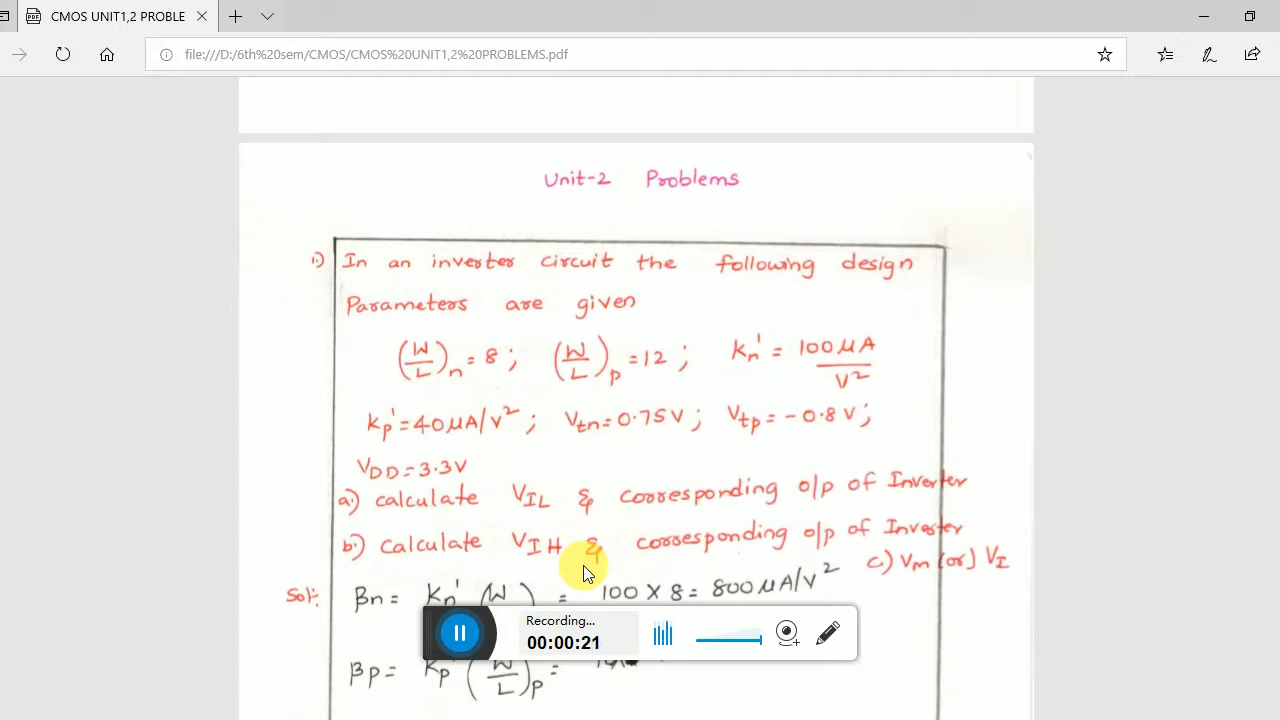 CMOS UNIT1,2 PROBLE
file:///D:/6th%20sem/CMOS/CMOS%20UNIT1,2%20PROBLEMS.pdf
Unit-2 Problems
1.) In an inverter circuit the following design
Parameters are given
(W/L)n = 8 ; (W/L)p = 12 ; Kn' = 100 μA/V²
Kp' = 40 μA/V² ; Vtn = 0.75V ; Vtp = -0.8V ;
VDD = 3.3V
a.) calculate VIL & corresponding o/p of Inverter
b.) calculate VIH & corresponding o/p of Inverter
c.) Vm (or) VI
Sol:- βn = Kn' (W = 100 X 8 = 800 μA/V²
Recording...
00:00:21
βp = Kp' (W/L)p =